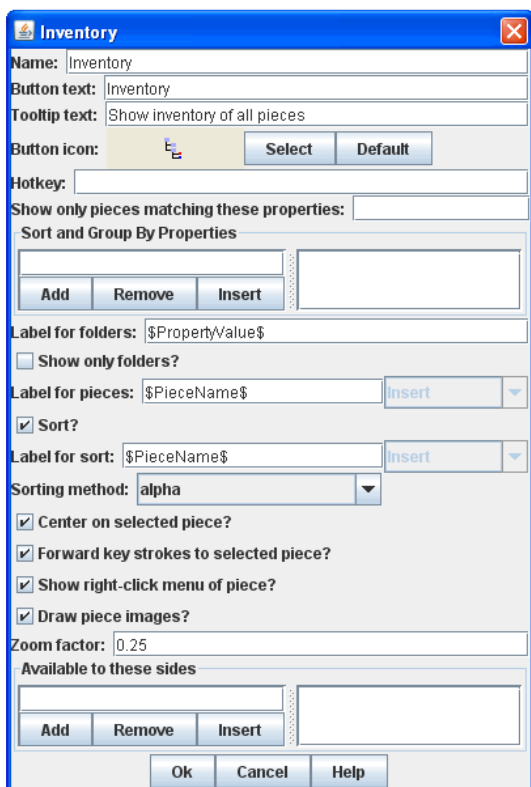 Inventory
Name: Inventory
Button text: Inventory
Tooltip text: Show inventory of all pieces
Button icon: Select Default
Hotkey:
Show only pieces matching these properties:
Sort and Group By Properties
Add Remove Insert
Label for folders: $PropertyValue$
Show only folders?
Label for pieces: $PieceName$ Insert
Sort?
Label for sort: $PieceName$ Insert
Sorting method: alpha
Center on selected piece?
Forward key strokes to selected piece?
Show right-click menu of piece?
Draw piece images?
Zoom factor: 0.25
Available to these sides
Add Remove Insert
Ok Cancel Help